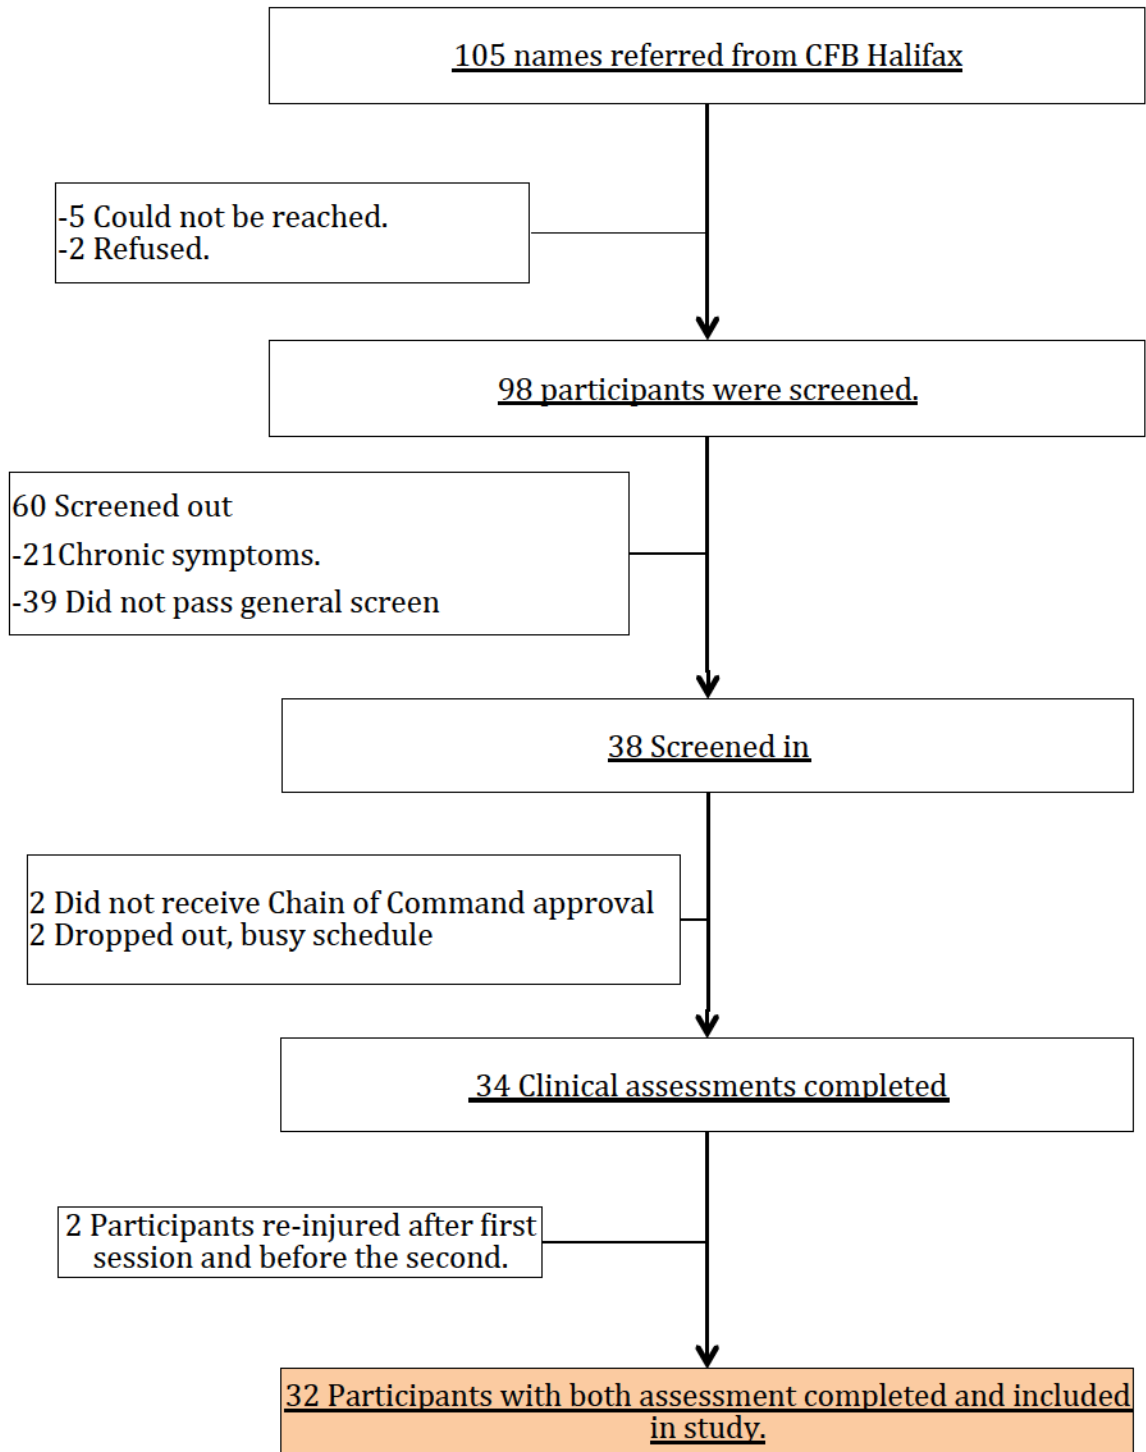 105 names referred from CFB Halifax
-5 Could not be reached.
-2 Refused.
98 participants were screened.
60 Screened out
-21Chronic symptoms.
-39 Did not pass general screen
38 Screened in
2 Did not receive Chain of Command approval
2 Dropped out, busy schedule
34 Clinical assessments completed
2 Participants re-injured after first
session and before the second.
32 Participants with both assessment completed and included
in study.